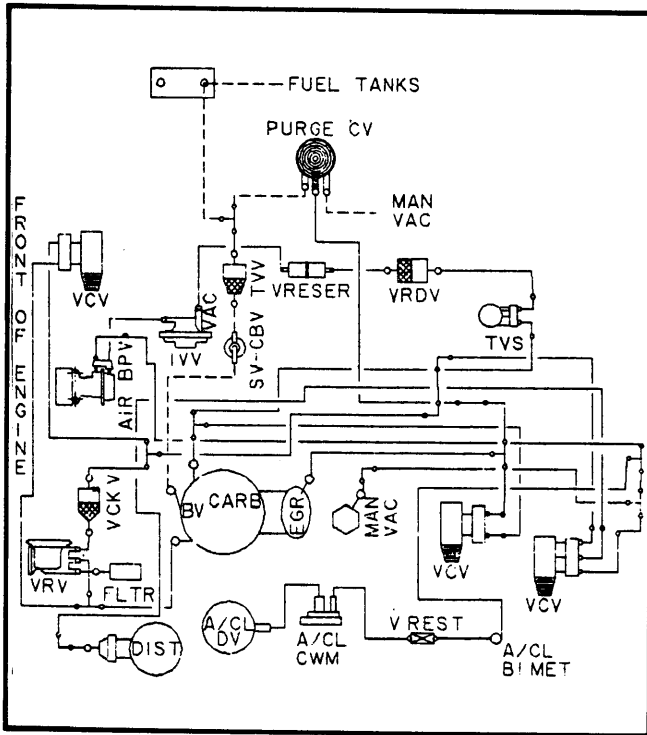 FUEL TANKS
PURGE CV
MAN
VAC
FRONT OF ENGINE
VCV
VAC
TVV
VRESER
VRDV
TVS
IVV
SV-CBV
AIR BPV
VCKV
BV
CARB
EGR
MAN
VAC
VCV
VCV
VRV
FLTR
DIST
A/CL
DV
A/CL
CWM
V REST
A/CL
BI MET